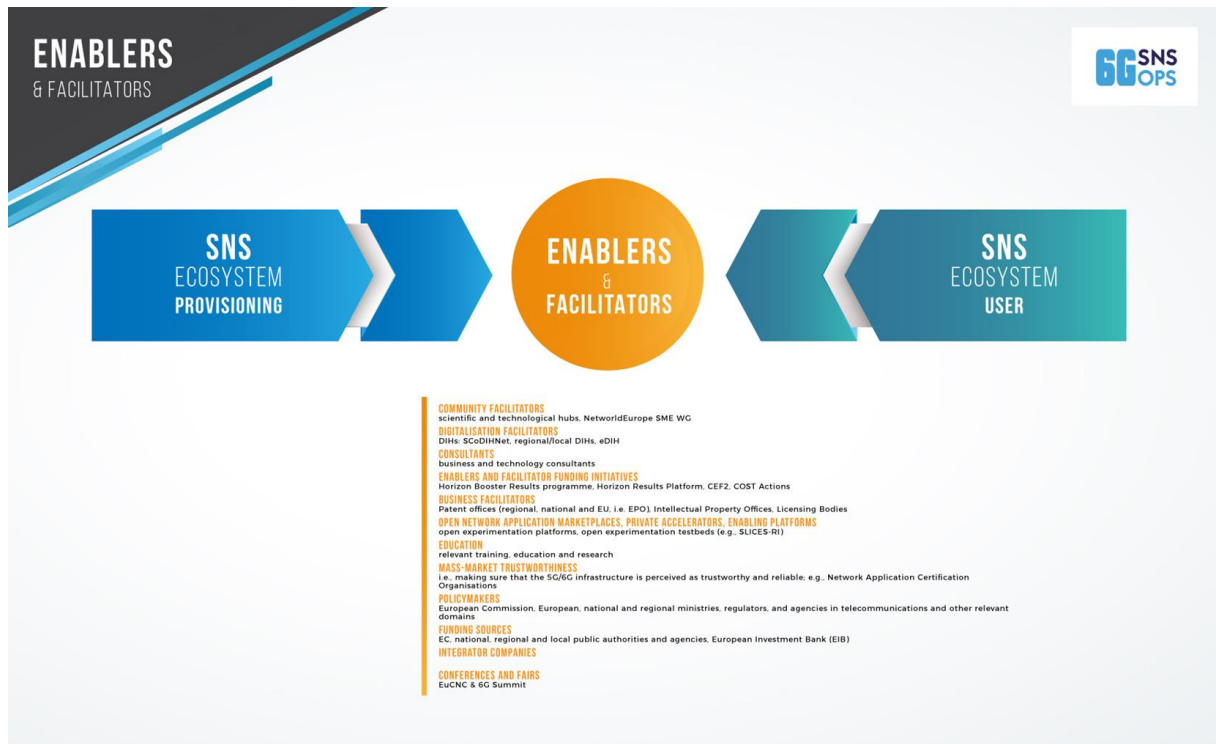 ENABLERS
& FACILITATORS
6G SNS
OPS
SNS
ECOSYSTEM
PROVISIONING
ENABLERS
&
FACILITATORS
SNS
ECOSYSTEM
USER
COMMUNITY FACILITATORS
scientific and technological hubs, NetworldEurope SME WG
DIGITALISATION FACILITATORS
DIHs: SCoDIHNet, regional/local DIHs, eDIH
CONSULTANTS
business and technology consultants
ENABLERS AND FACILITATOR FUNDING INITIATIVES
Horizon Booster Results programme, Horizon Results Platform, CEF2, COST Actions
BUSINESS FACILITATORS
Patent offices (regional, national and EU, i.e. EPO), Intellectual Property Offices, Licensing Bodies
OPEN NETWORK APPLICATION MARKETPLACES, PRIVATE ACCELERATORS, ENABLING PLATFORMS
open experimentation platforms, open experimentation testbeds (e.g., SLICES-RI)
EDUCATION
relevant training, education and research
MASS-MARKET TRUSTWORTHINESS
i.e., making sure that the 5G/6G infrastructure is perceived as trustworthy and reliable; e.g., Network Application Certification
Organisations
POLICYMAKERS
European Commission, European, national and regional ministries, regulators, and agencies in telecommunications and other relevant
domains
FUNDING SOURCES
EC, national, regional and local public authorities and agencies, European Investment Bank (EIB)
INTEGRATOR COMPANIES
CONFERENCES AND FAIRS
EuCNC & 6G Summit